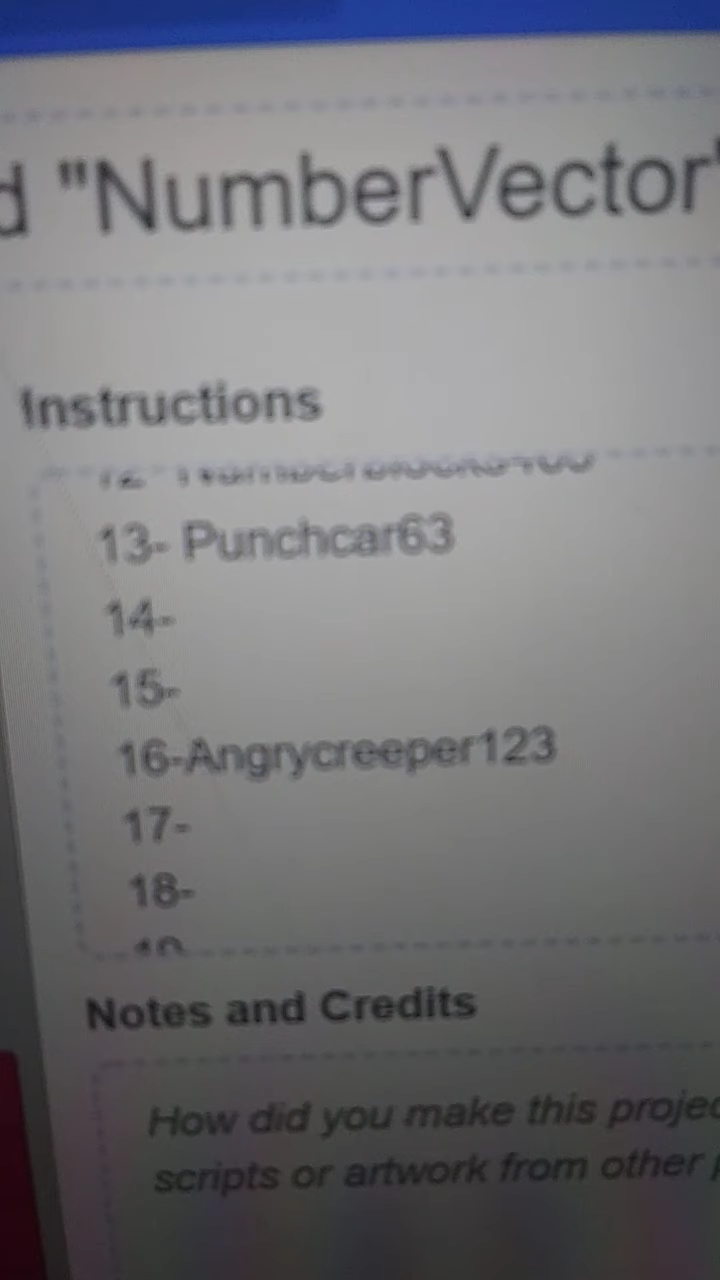 d "NumberVector"
Instructions
13- Punchcar63
14-
15-
16-Angrycreeper123
17-
18-
Notes and Credits
How did you make this projec
scripts or artwork from other